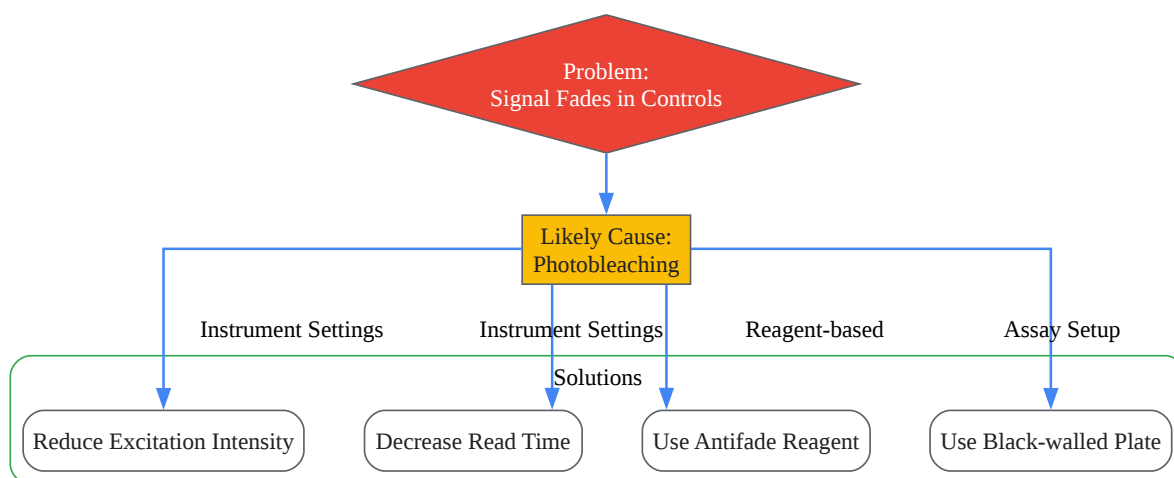 Problem:
Signal Fades in Controls
Likely Cause:
Photobleaching
Instrument Settings
Instrument Settings
Reagent-based
Assay Setup
Solutions
Reduce Excitation Intensity
Decrease Read Time
Use Antifade Reagent
Use Black-walled Plate